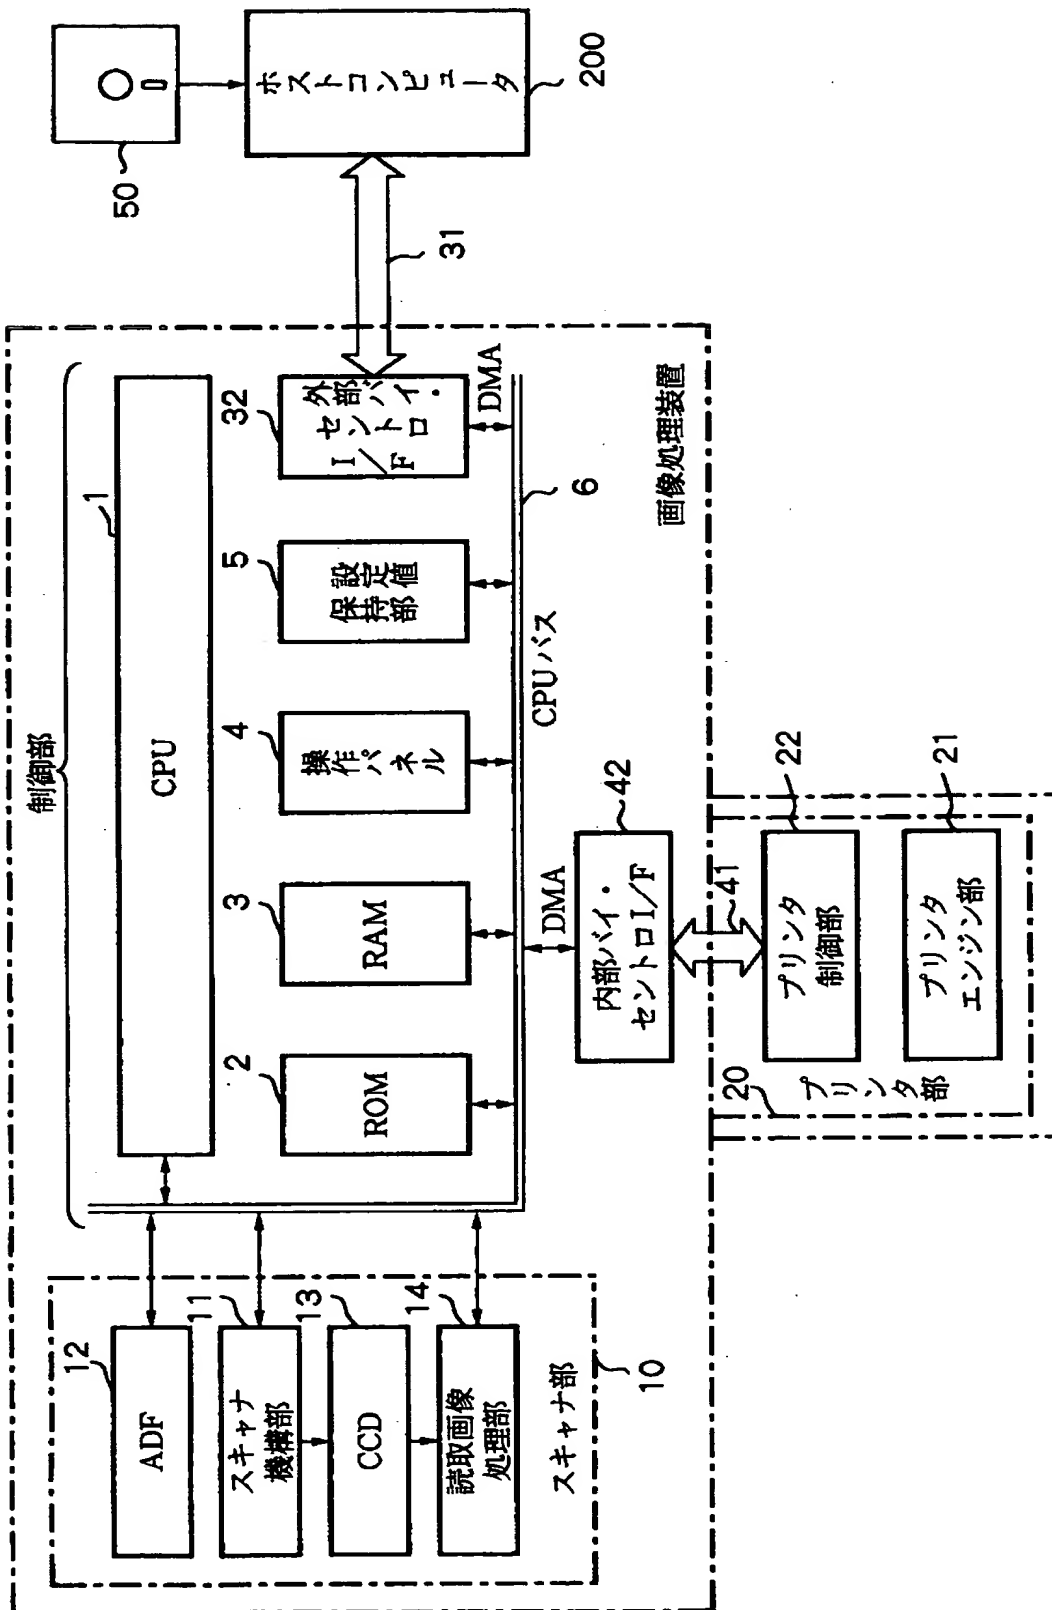 制御部
1
CPU
2
ROM
3
RAM
4
操作パネル
5
設定値
保持部
32
外部バイ・
セントロ
I／F
DMA
6
CPUバス
31
50
ホストコンピュータ
200
12
ADF
11
スキャナ
機構部
13
CCD
14
読取画像
処理部
スキャナ部
10
DMA
42
内部バイ・
セントロI/F
41
22
プリンタ
制御部
21
プリンタ
エンジン部
20
プリンタ部
画像処理装置